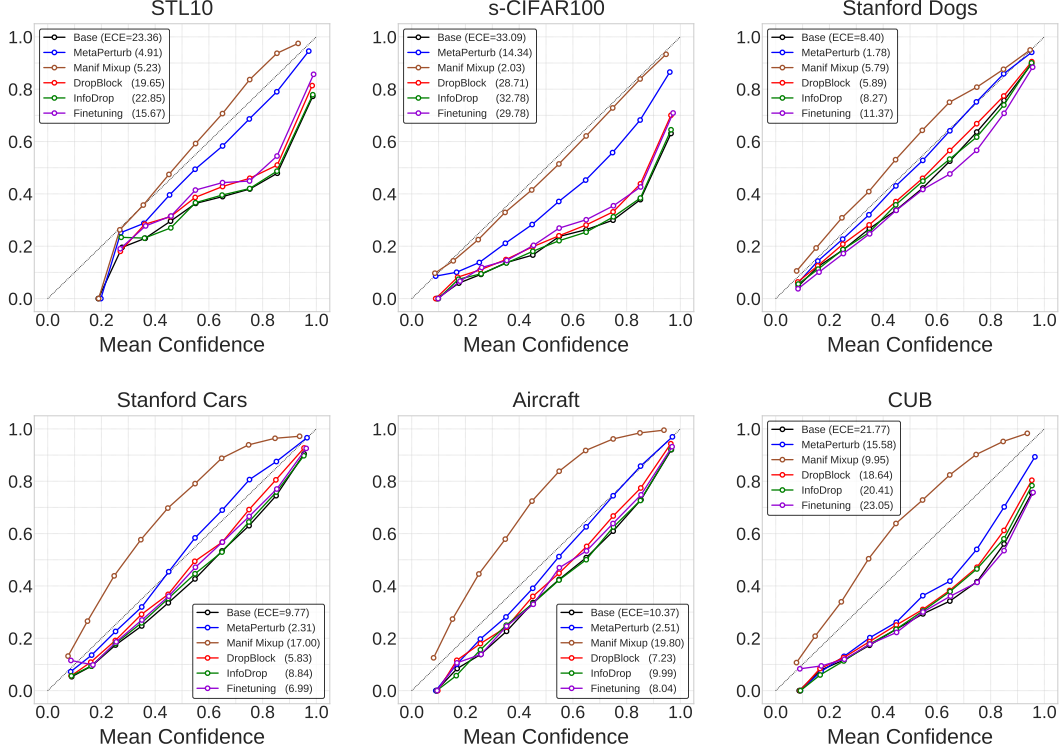 STL10
1.0
0.8
0.6
0.4
0.2
0.0
Base (ECE=23.36)
MetaPerturb (4.91)
Manif Mixup (5.23)
DropBlock (19.65)
InfoDrop (22.85)
Finetuning (15.67)
0.0 0.2 0.4 0.6 0.8 1.0
Mean Confidence
s-CIFAR100
1.0
0.8
0.6
0.4
0.2
0.0
Base (ECE=33.09)
MetaPerturb (14.34)
Manif Mixup (2.03)
DropBlock (28.71)
InfoDrop (32.78)
Finetuning (29.78)
0.0 0.2 0.4 0.6 0.8 1.0
Mean Confidence
Stanford Dogs
1.0
0.8
0.6
0.4
0.2
0.0
Base (ECE=8.40)
MetaPerturb (1.78)
Manif Mixup (5.79)
DropBlock (5.89)
InfoDrop (8.27)
Finetuning (11.37)
0.0 0.2 0.4 0.6 0.8 1.0
Mean Confidence
Stanford Cars
1.0
0.8
0.6
0.4
0.2
0.0
Base (ECE=9.77)
MetaPerturb (2.31)
Manif Mixup (17.00)
DropBlock (5.83)
InfoDrop (8.84)
Finetuning (6.99)
0.0 0.2 0.4 0.6 0.8 1.0
Mean Confidence
Aircraft
1.0
0.8
0.6
0.4
0.2
0.0
Base (ECE=10.37)
MetaPerturb (2.51)
Manif Mixup (19.80)
DropBlock (7.23)
InfoDrop (9.99)
Finetuning (8.04)
0.0 0.2 0.4 0.6 0.8 1.0
Mean Confidence
CUB
1.0
0.8
0.6
0.4
0.2
0.0
Base (ECE=21.77)
MetaPerturb (15.58)
Manif Mixup (9.95)
DropBlock (18.64)
InfoDrop (20.41)
Finetuning (23.05)
0.0 0.2 0.4 0.6 0.8 1.0
Mean Confidence